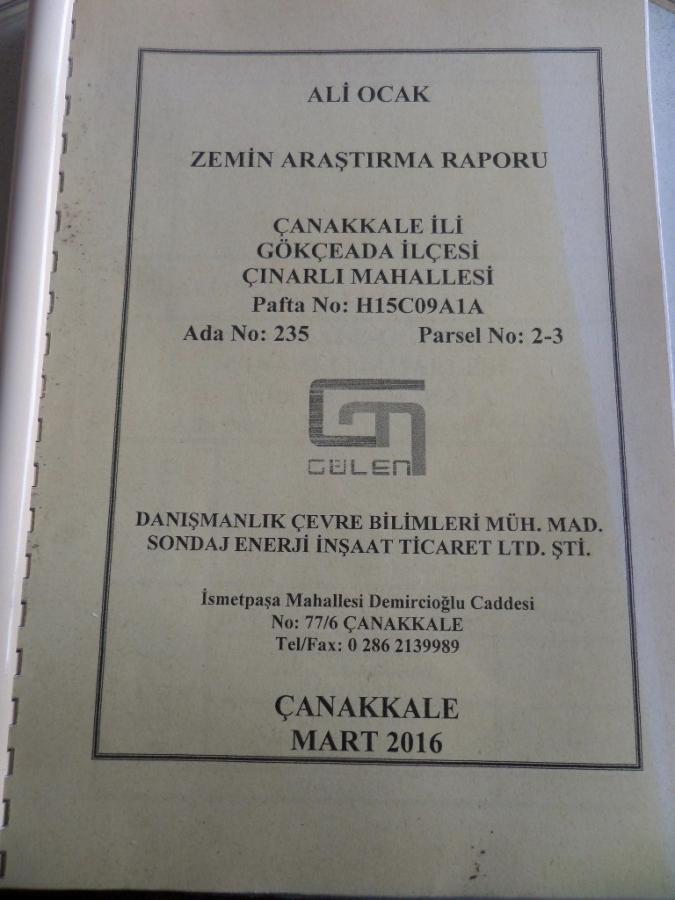 ALİ OCAK
ZEMİN ARAŞTIRMA RAPORU
ÇANAKKALE İLİ
GÖKÇEADA İLÇESİ
ÇINARLI MAHALLESİ
Pafta No: H15C09A1A
Ada No: 235 Parsel No: 2-3
GÜLEN
DANIŞMANLIK ÇEVRE BİLİMLERİ MÜH. MAD.
SONDAJ ENERJİ İNŞAAT TİCARET LTD. ŞTİ.
İsmetpaşa Mahallesi Demircioğlu Caddesi
No: 77/6 ÇANAKKALE
Tel/Fax: 0 286 2139989
ÇANAKKALE
MART 2016